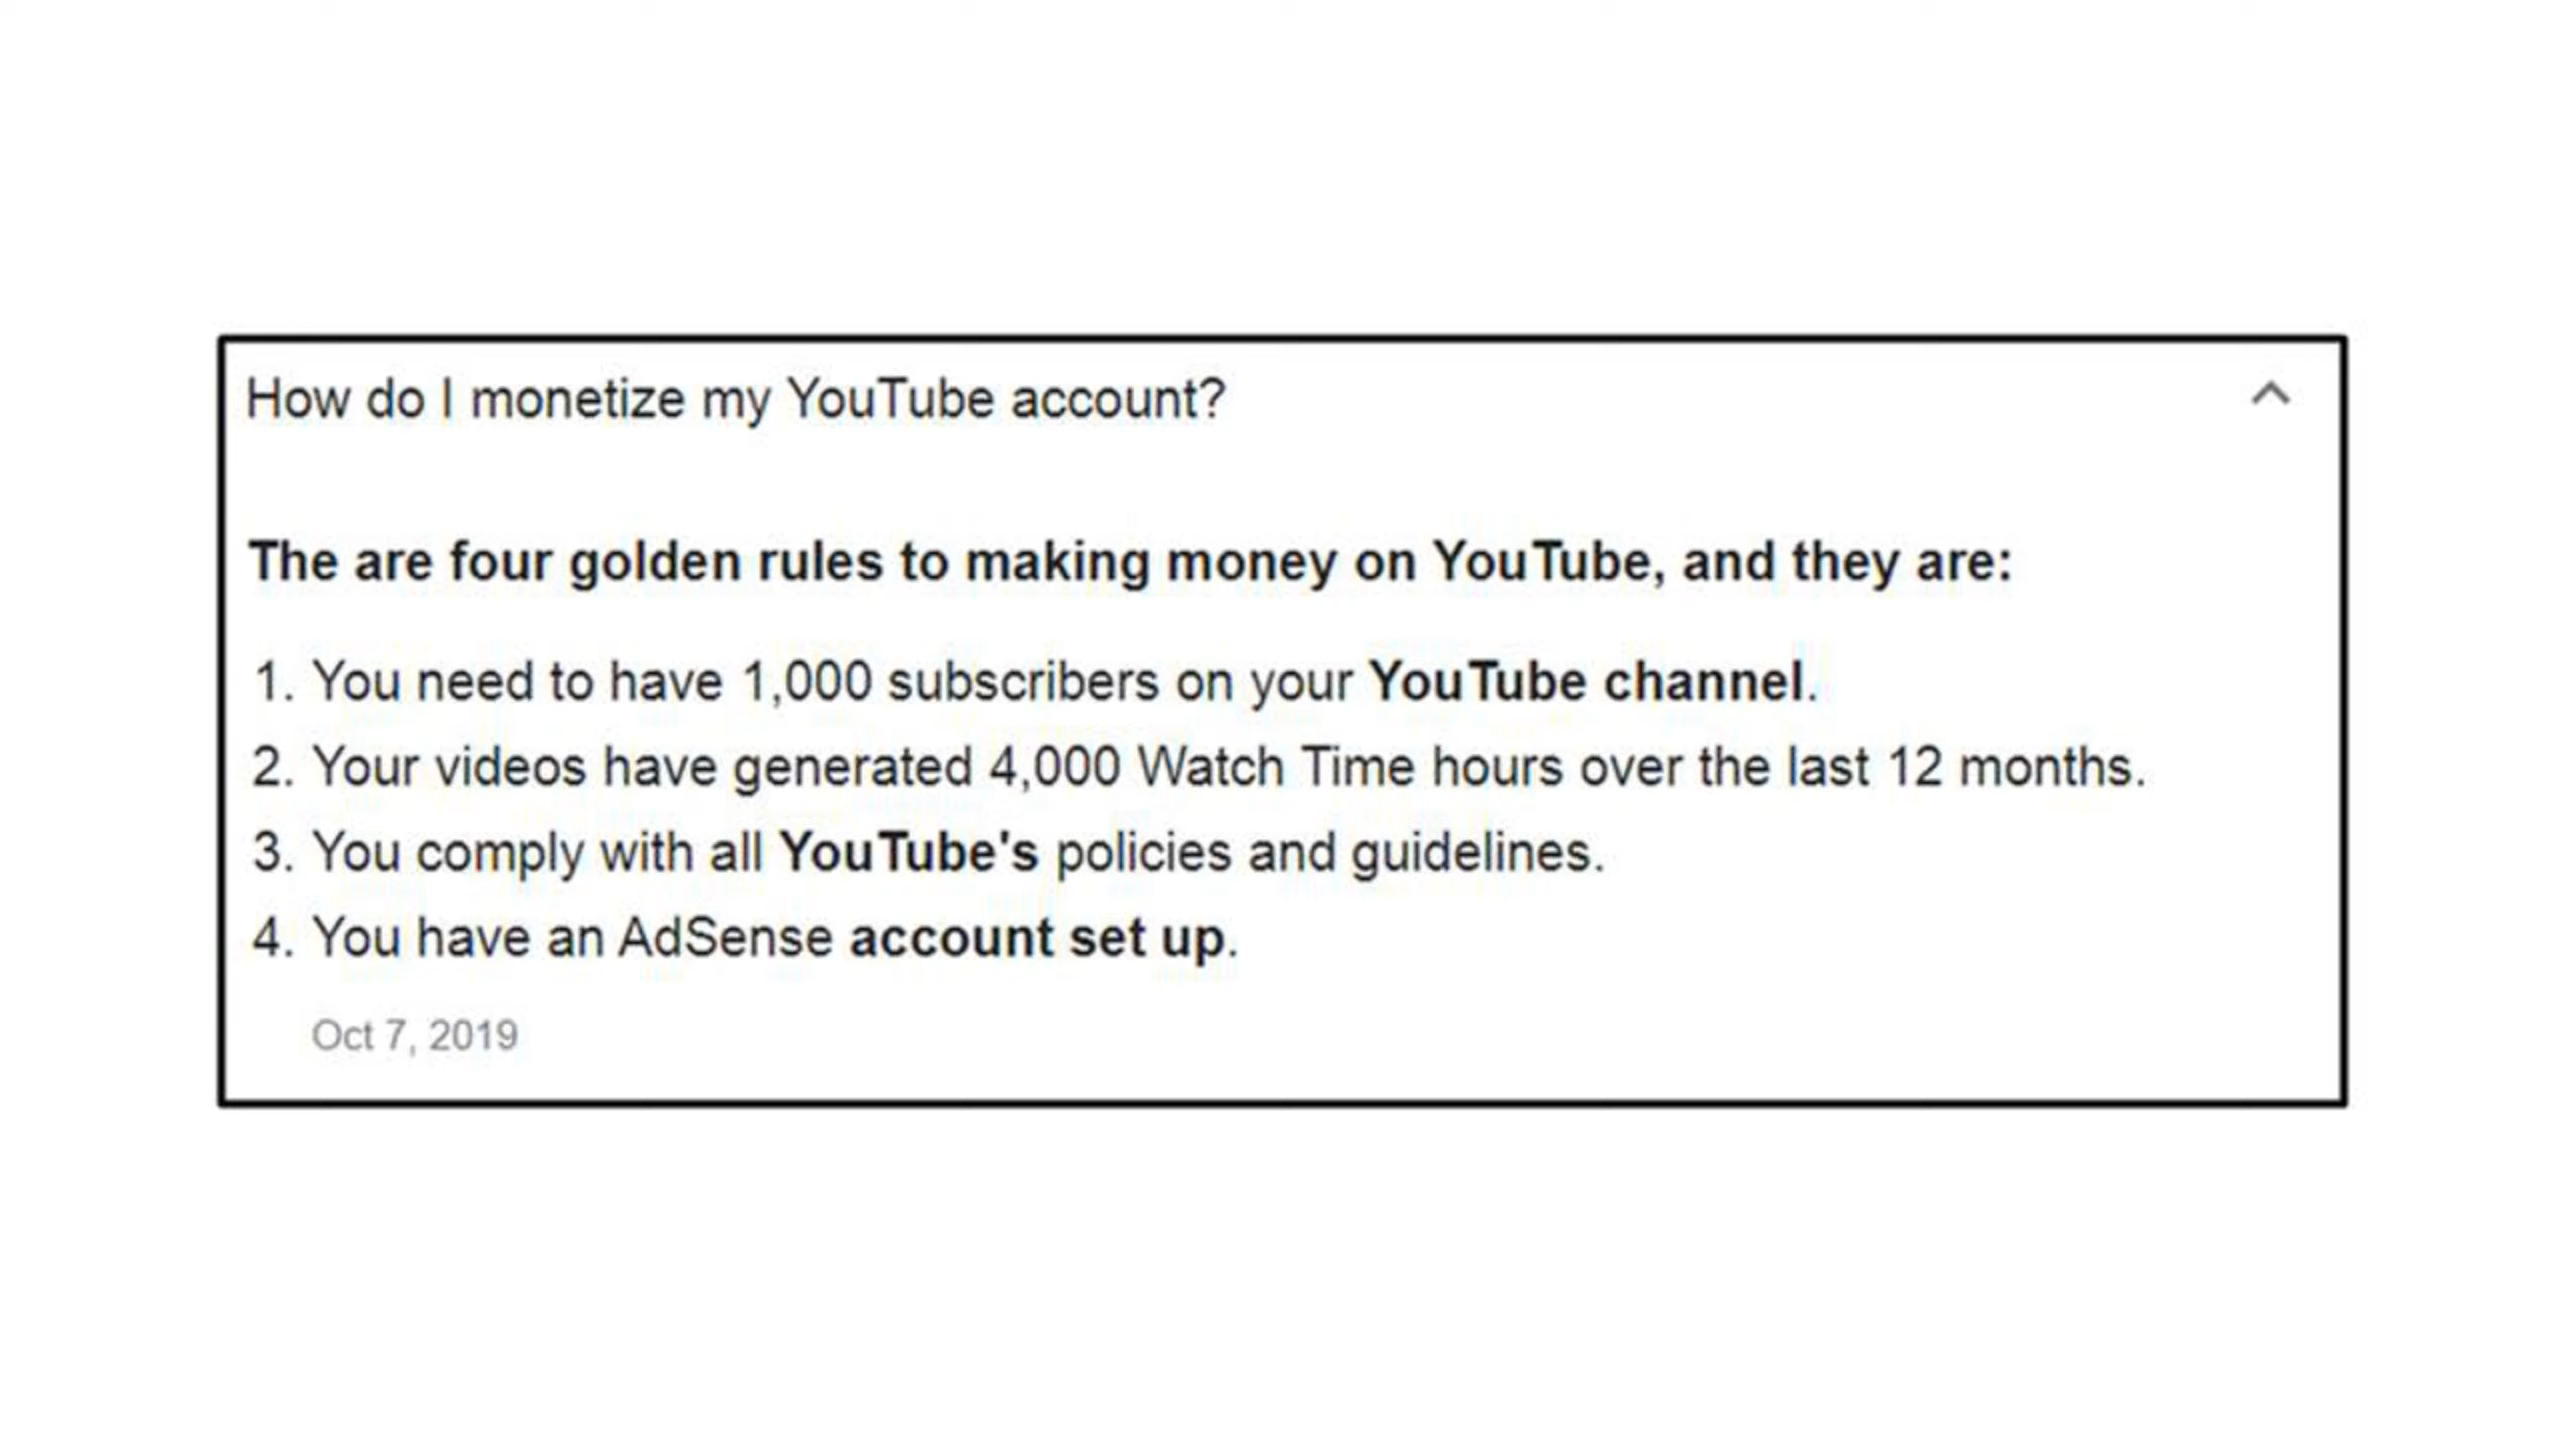 How do I monetize my YouTube account?
The are four golden rules to making money on YouTube, and they are:
1. You need to have 1,000 subscribers on your YouTube channel.
2. Your videos have generated 4,000 Watch Time hours over the last 12 months.
3. You comply with all YouTube's policies and guidelines.
4. You have an AdSense account set up.
Oct 7, 2019